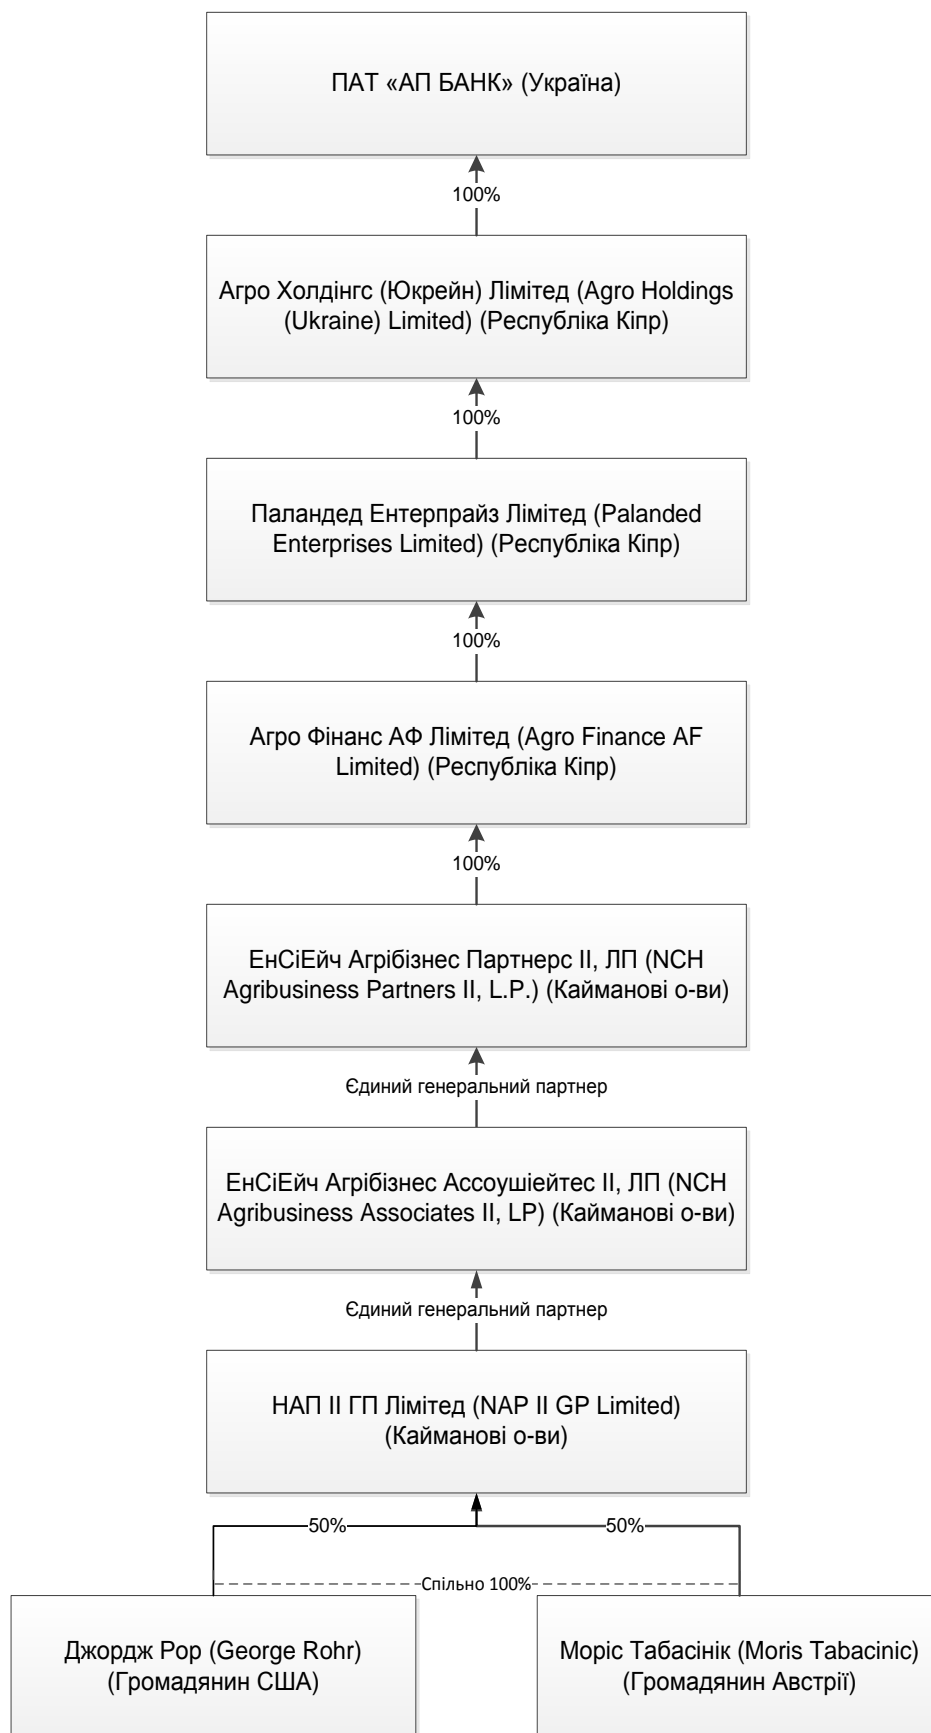 ПАТ «АП БАНК» (Україна)
100%
Агро Холдінгс (Юкрейн) Лімітед (Agro Holdings
(Ukraine) Limited) (Республіка Кіпр)
100%
Паландед Ентерпрайз Лімітед (Palanded
Enterprises Limited) (Республіка Кіпр)
100%
Агро Фінанс АФ Лімітед (Agro Finance AF
Limited) (Республіка Кіпр)
100%
ЕнСіЕйч Агрібізнес Партнерс II, ЛП (NCH
Agribusiness Partners II, L.P.) (Кайманові о-ви)
Єдиний генеральний партнер
ЕнСіЕйч Агрібізнес Ассоушіейтес II, ЛП (NCH
Agribusiness Associates II, LP) (Кайманові о-ви)
Єдиний генеральний партнер
НАП II ГП Лімітед (NAP II GP Limited)
(Кайманові о-ви)
50%
50%
Спільно 100%
Джордж Рор (George Rohr)
(Громадянин США)
Моріс Табасінік (Moris Tabacinic)
(Громадянин Австрії)